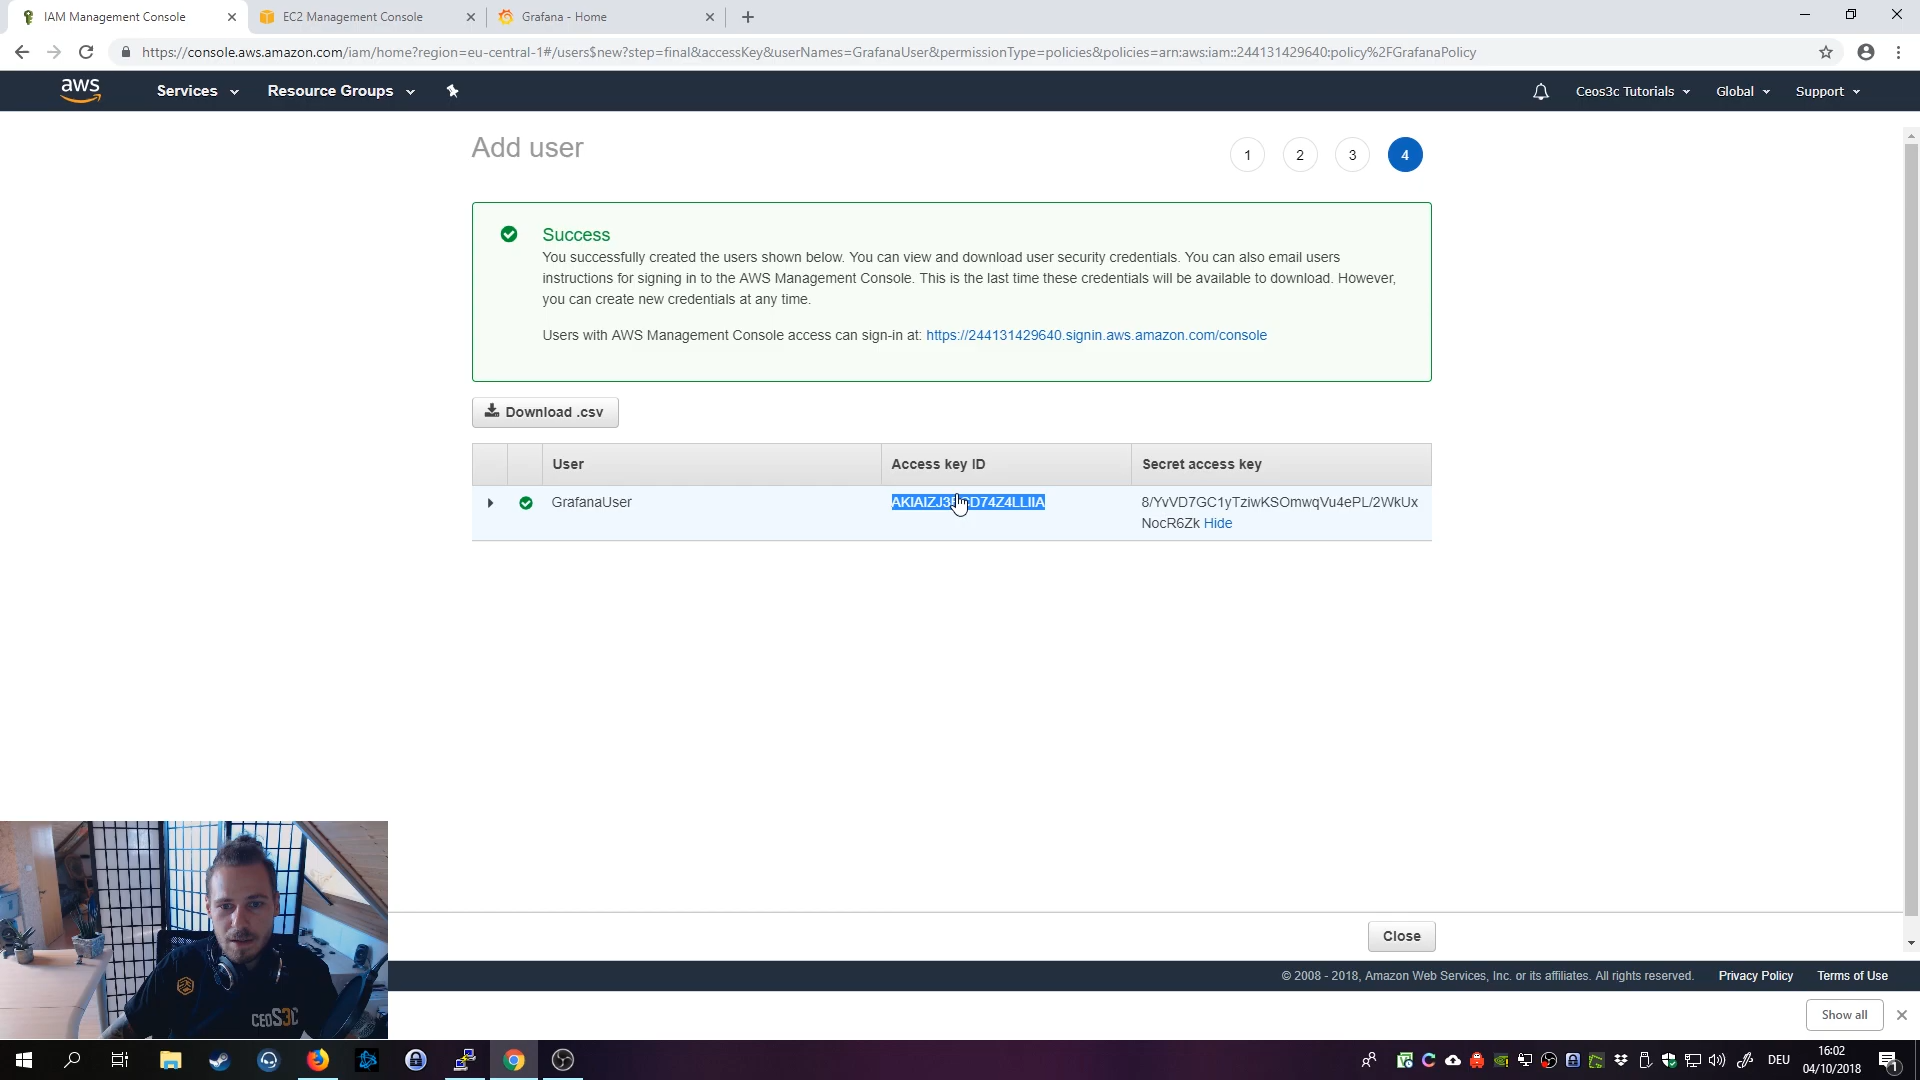 IAM Management Console
EC2 Management Console
Grafana - Home
https://console.aws.amazon.com/iam/home?region=eu-central-1#/users$new?step=final&accessKey&userNames=GrafanaUser&permissionType=policies&policies=arn:aws:iam::244131429640:policy%2FGrafanaPolicy
aws Services Resource Groups Ceos3c Tutorials Global Support
Add user
1 2 3 4
Success
You successfully created the users shown below. You can view and download user security credentials. You can also email users
instructions for signing in to the AWS Management Console. This is the last time these credentials will be available to download. However,
you can create new credentials at any time.
Users with AWS Management Console access can sign-in at: https://244131429640.signin.aws.amazon.com/console
Download .csv
User Access key ID Secret access key
GrafanaUser 8/YvVD7GC1yTziwKSOmwqVu4ePL/2WkUx
NocR6Zk Hide
Close
© 2008 - 2018, Amazon Web Services, Inc. or its affiliates. All rights reserved. Privacy Policy Terms of Use
CEOS3C
Show all
DEU
16:02
04/10/2018
1